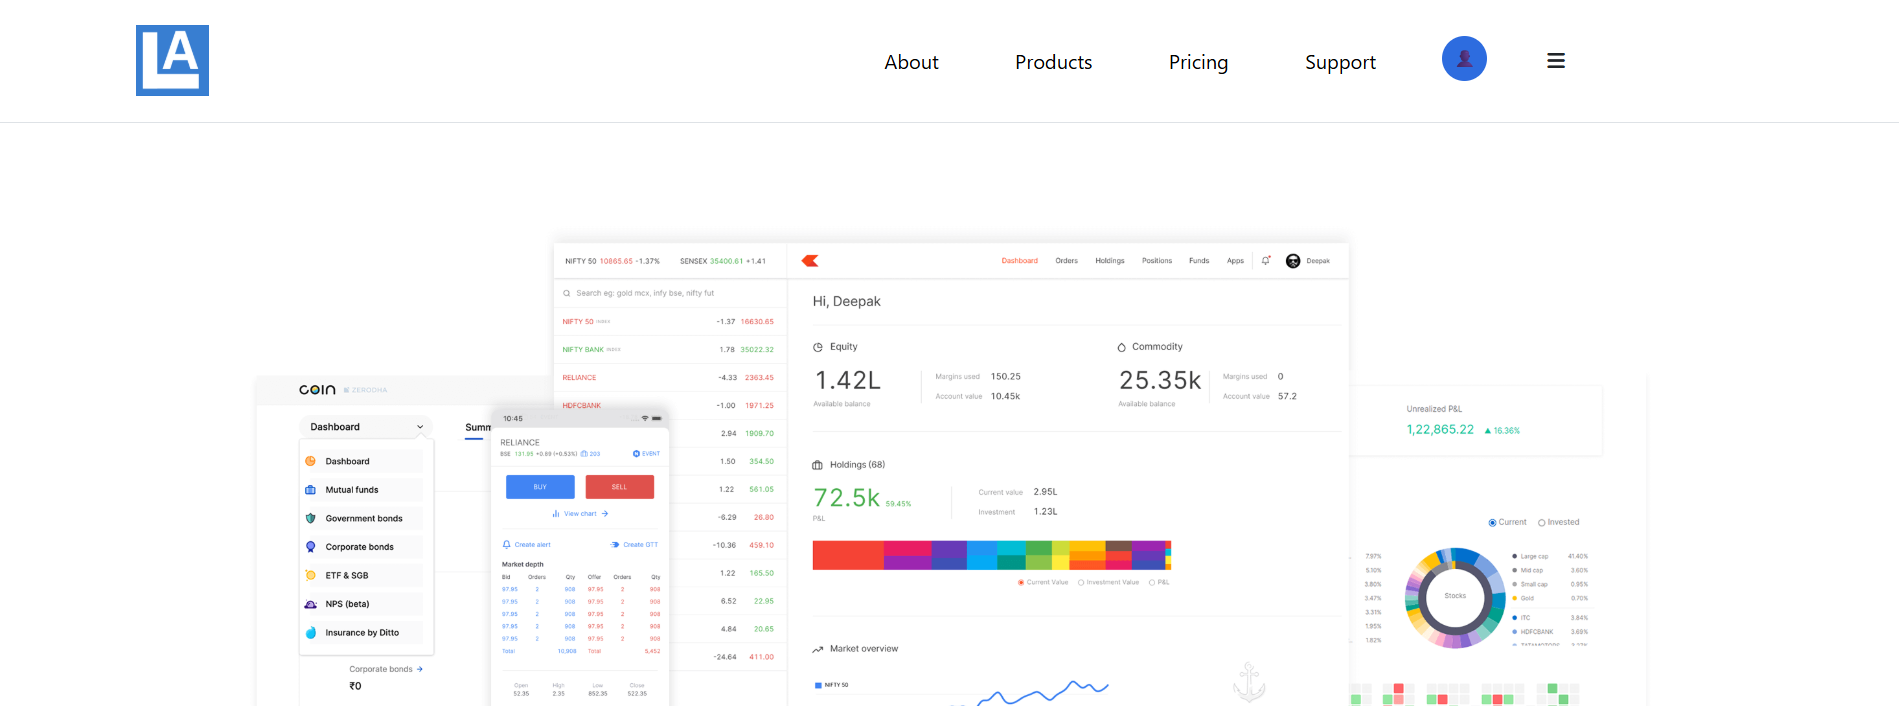 LA
About Products Pricing Support
NIFTY 50 10865.65 -1.37% SENSEX 35400.61 +1.41
Dashboard Orders Holdings Positions Funds Apps Deepak
Search eg: gold mcx, infy bse, nifty fut
NIFTY 50 INDEX -1.37 16630.65
NIFTY BANK INDEX 1.78 35022.32
RELIANCE -4.33 2363.45
HDFCBANK -1.00 1971.25
2.94 1909.70
1.50 354.50
1.22 561.05
-6.29 26.80
-10.36 459.10
1.22 165.50
6.52 22.95
4.84 20.65
-24.64 411.00
Hi, Deepak
Equity
1.42L
Available balance
Margins used 150.25
Account value 10.45k
Commodity
25.35k
Available balance
Margins used 0
Account value 57.2
Holdings (68)
72.5k 59.45%
P&L
Current value 2.95L
Investment 1.23L
Current Value Investment Value P&L
Market overview
NIFTY 50
COIN ZERODHA
Dashboard
Summ
Dashboard
Mutual funds
Government bonds
Corporate bonds
ETF & SGB
NPS (beta)
Insurance by Ditto
Corporate bonds →
₹0
10:45
RELIANCE
BSE 131.95 +0.69 (+0.53%) 203 EVENT
BUY SELL
View chart →
Create alert Create GTT
Market depth
Bid Orders Qty Offer Orders Qty
97.95 2 908 97.95 2 908
97.95 2 908 97.95 2 908
97.95 2 908 97.95 2 908
97.95 2 908 97.95 2 908
97.95 2 908 97.95 2 908
Total 10,908 Total 5,452
Open High Low Close
52.35 2.35 852.35 522.35
Unrealized P&L
1,22,865.22 ▲ 16.36%
Current Invested
7.97%
5.10%
3.80%
3.47%
3.31%
1.95%
1.62%
Stocks
Large cap 41.40%
Mid cap 3.60%
Small cap 0.95%
Gold 0.70%
ITC 3.84%
HDFCBANK 3.69%